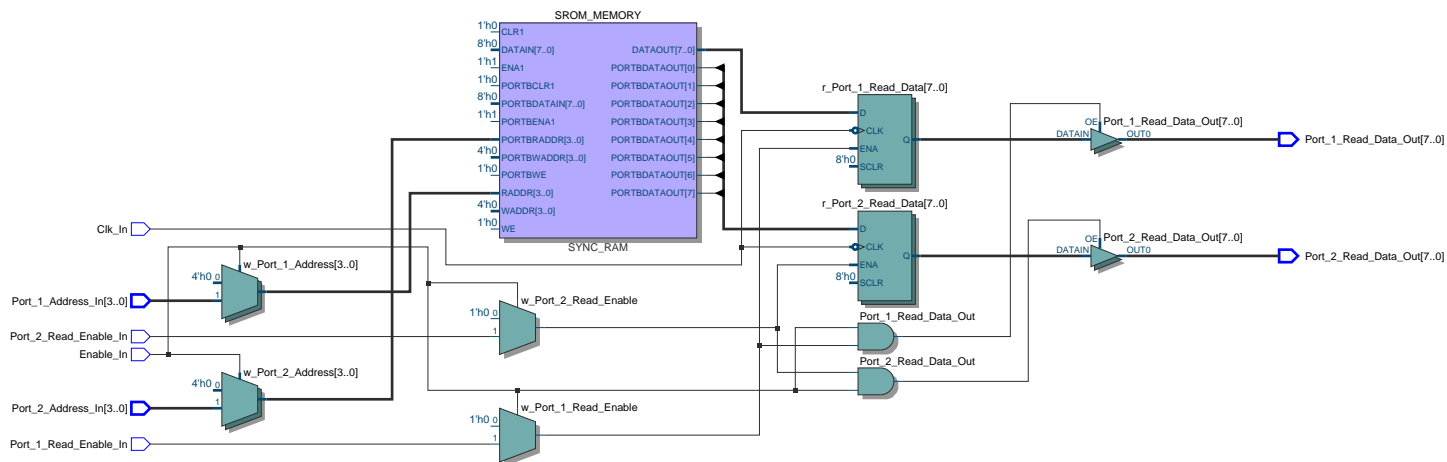 SROM_MEMORY
1'h0 CLR1
8'h0 DATAIN[7..0] DATAOUT[7..0]
1'h1 ENA1 PORTBDATAOUT[0]
1'h0 PORTBCLR1 PORTBDATAOUT[1]
8'h0 PORTBDATAIN[7..0] PORTBDATAOUT[2]
1'h1 PORTBENA1 PORTBDATAOUT[3]
PORTBRADDR[3..0] PORTBDATAOUT[4]
4'h0 PORTBWADDR[3..0] PORTBDATAOUT[5]
1'h0 PORTBWE PORTBDATAOUT[6]
RADDR[3..0] PORTBDATAOUT[7]
4'h0 WADDR[3..0]
1'h0 WE
SYNC_RAM
r_Port_1_Read_Data[7..0]
D
CLK
ENA Q
8'h0 SCLR
Port_1_Read_Data_Out[7..0]
OE
DATAIN OUT0
Port_1_Read_Data_Out[7..0]
r_Port_2_Read_Data[7..0]
D
CLK
ENA Q
8'h0 SCLR
Port_2_Read_Data_Out[7..0]
OE
DATAIN OUT0
Port_2_Read_Data_Out[7..0]
Clk_In
w_Port_1_Address[3..0]
4'h0 0
1
Port_1_Address_In[3..0]
w_Port_2_Read_Enable
1'h0 0
1
Port_2_Read_Enable_In
Enable_In
Port_1_Read_Data_Out
Port_2_Read_Data_Out
w_Port_2_Address[3..0]
4'h0 0
1
Port_2_Address_In[3..0]
w_Port_1_Read_Enable
1'h0 0
1
Port_1_Read_Enable_In